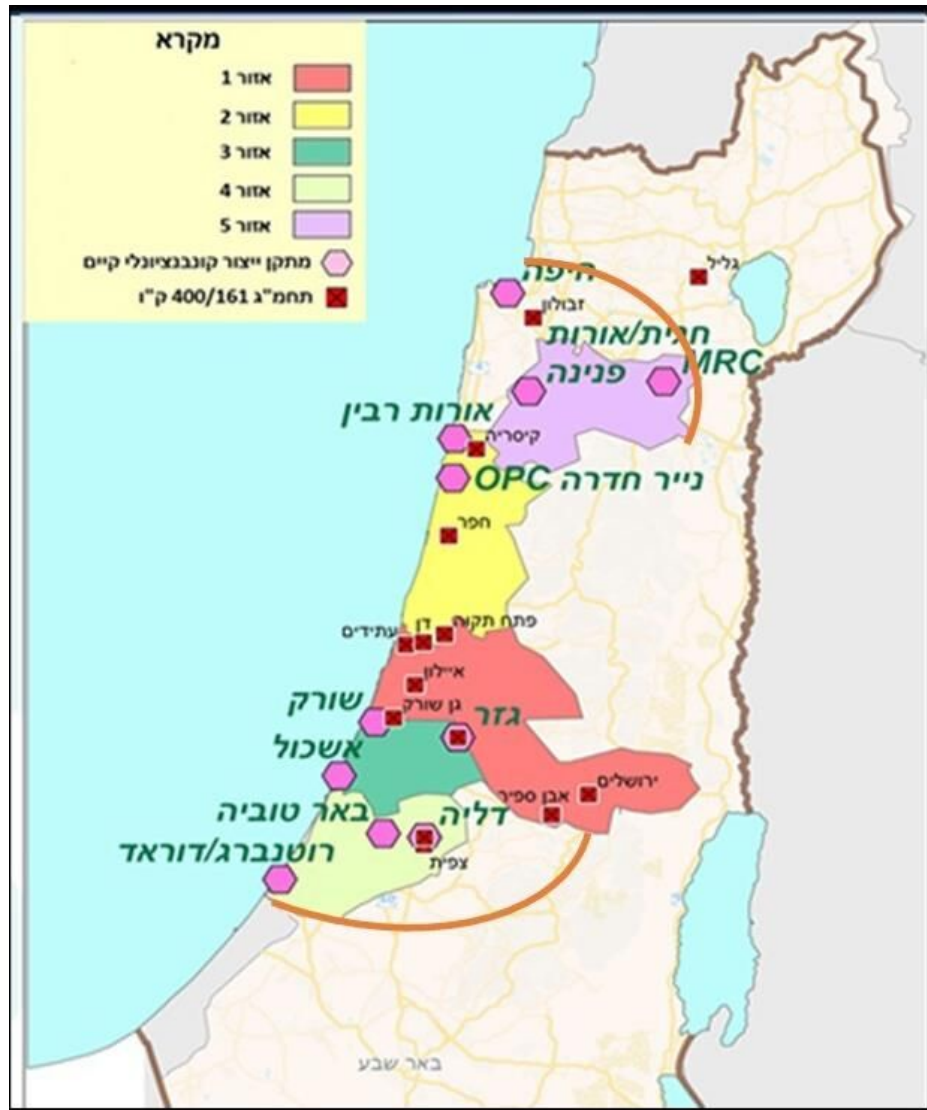 מקרא
אזור 1
אזור 2
אזור 3
אזור 4
אזור 5
מתקן ייצור קונבנציונלי קיים
תחמ"ג 400/161 ק"ו
גליל
חיפה
זבולון
חגית/אורות
פנינה
MRC
אורות רבין
קיסריה
נייר חדרה OPC
חפר
פתח תקוה
דן
עתידים
איילון
שורק
גן שורק
גזר
אשכול
ירושלים
אבן ספיר
באר טוביה
דליה
צפית
רוטנברג/דוראד
באר שבע